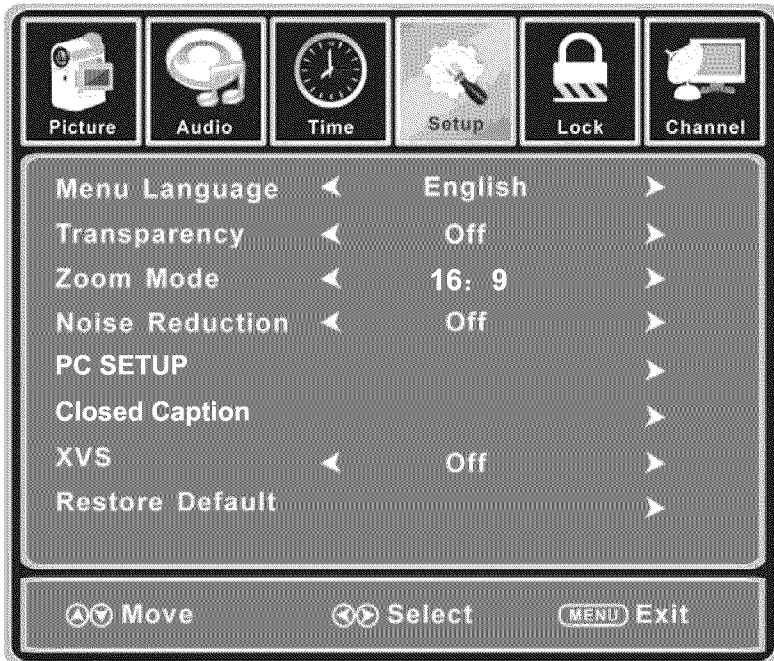 Picture Audio Time Setup Lock Channel
Menu Language English
Transparency Off
Zoom Mode 16: 9
Noise Reduction Off
PC SETUP
Closed Caption
XVS Off
Restore Default
Move Select MENU Exit